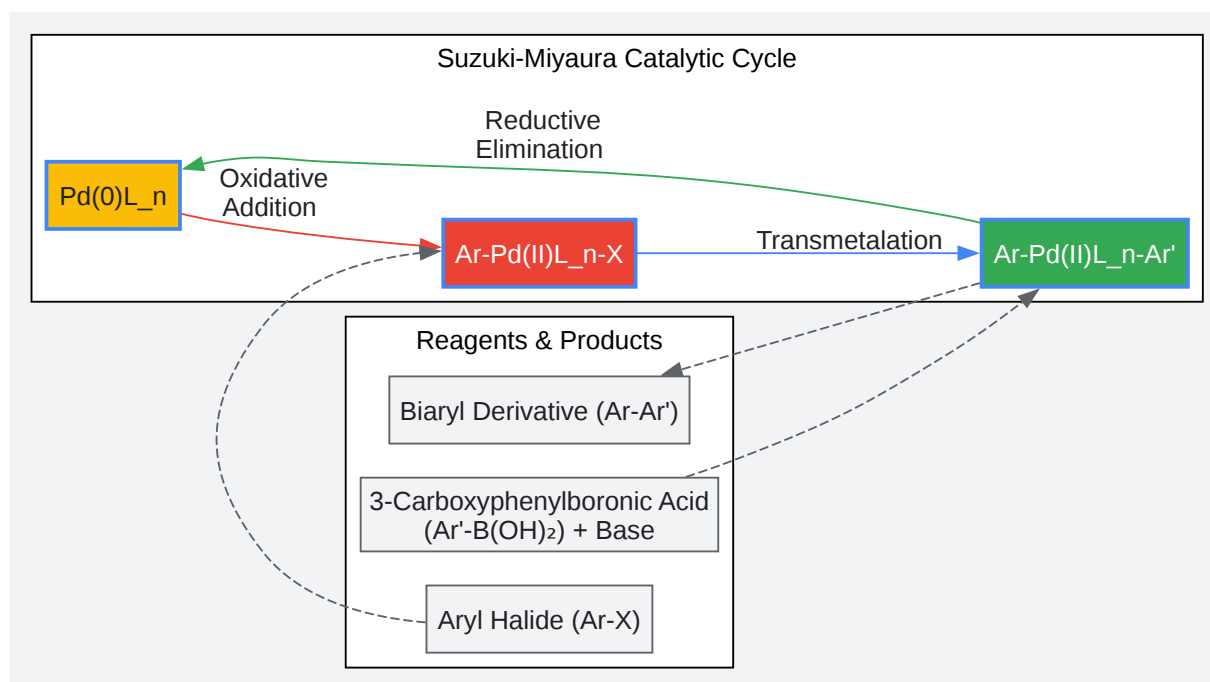 Suzuki-Miyaura Catalytic Cycle
Reductive
Elimination
Oxidative
Addition
Pd(0)L_n
Transmetalation
Ar-Pd(II)L_n-X
Ar-Pd(II)L_n-Ar'
Reagents & Products
Biaryl Derivative (Ar-Ar')
3-Carboxyphenylboronic Acid
(Ar'-B(OH)₂) + Base
Aryl Halide (Ar-X)